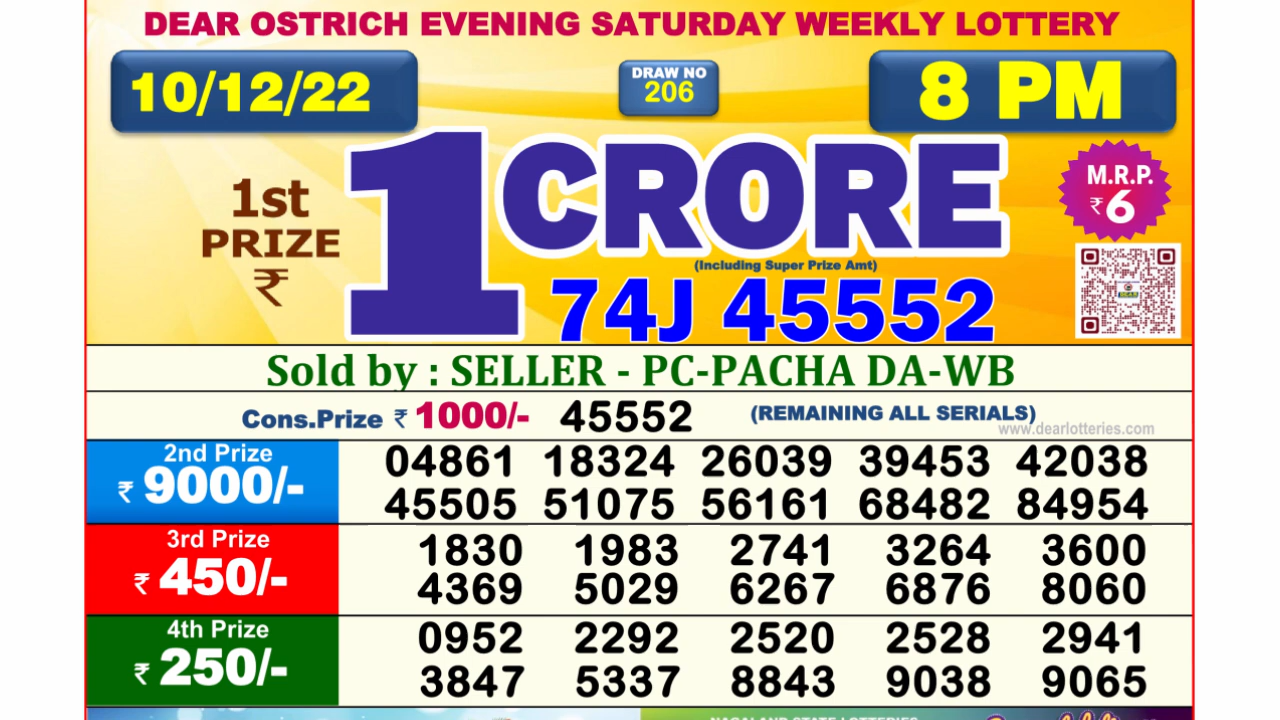 DEAR OSTRICH EVENING SATURDAY WEEKLY LOTTERY
10/12/22
DRAW NO
206
8 PM
1st
PRIZE
₹
1 CRORE
(Including Super Prize Amt)
74J 45552
M.R.P.
₹6
Sold by : SELLER - PC-PACHA DA-WB
Cons.Prize ₹ 1000/- 45552 (REMAINING ALL SERIALS)
www.dearlotteries.com
2nd Prize
₹ 9000/-
04861 18324 26039 39453 42038
45505 51075 56161 68482 84954
3rd Prize
₹ 450/-
1830 1983 2741 3264 3600
4369 5029 6267 6876 8060
4th Prize
₹ 250/-
0952 2292 2520 2528 2941
3847 5337 8843 9038 9065
NAGALAND STATE LOTTERIES